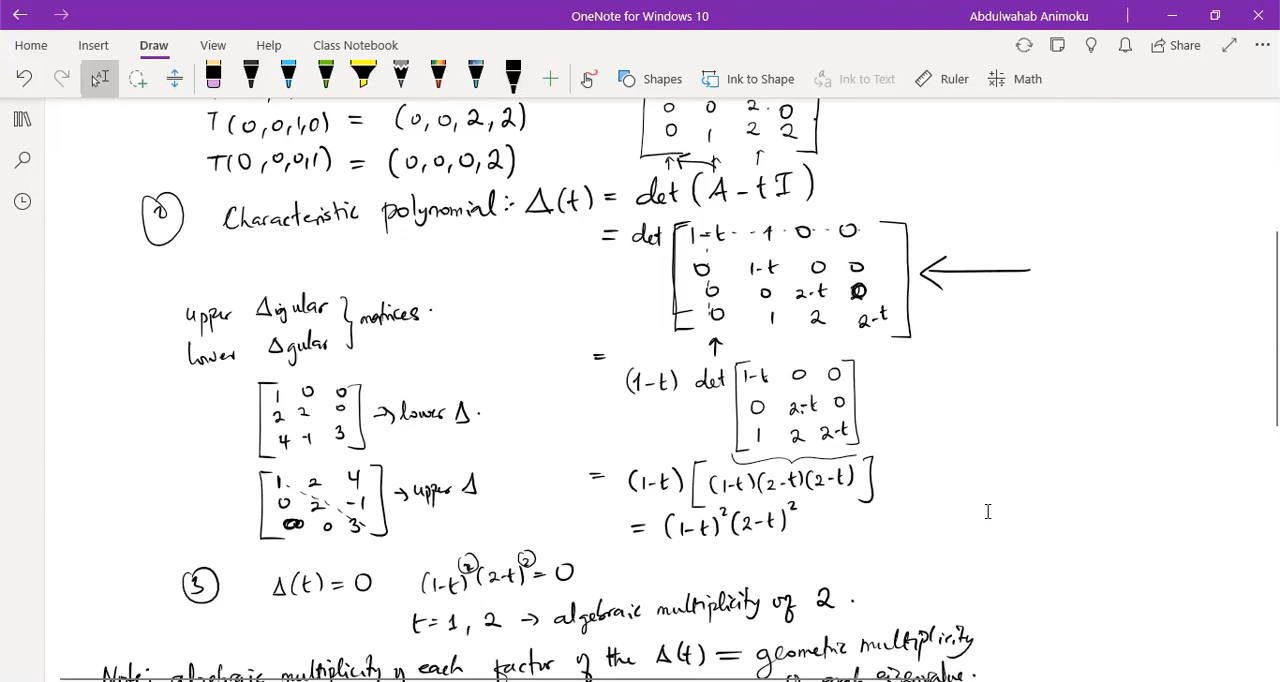 OneNote for Windows 10
Abdulwahab Animoku
Home Insert Draw View Help Class Notebook Share
Shapes Ink to Shape Ink to Text Ruler Math
T(0,0,1,0) = (0,0,2,2)
T(0,0,0,1) = (0,0,0,2)
0 0 2 0
0 1 2 2
② Characteristic polynomial: Δ(t) = det(A - tI)
= det [1-t -1 0 0
0 1-t 0 0
0 0 2-t 0
0 1 2 2-t]
upper Δigular
lower Δgular } matrices.
[1 0 0
2 2 0
4 -1 3] → lower Δ.
[1 2 4
0 2 -1
0 0 3] → upper Δ
=
(1-t) det [1-t 0 0
0 2-t 0
1 2 2-t]
= (1-t) [(1-t)(2-t)(2-t)]
= (1-t)² (2-t)²
③ Δ(t) = 0 (1-t)² (2-t)² = 0
t = 1, 2 → algebraic multiplicity of 2.
Note: algebraic multiplicity of each factor of the Δ(t) = geometric multiplicity
of each eigenvalue.